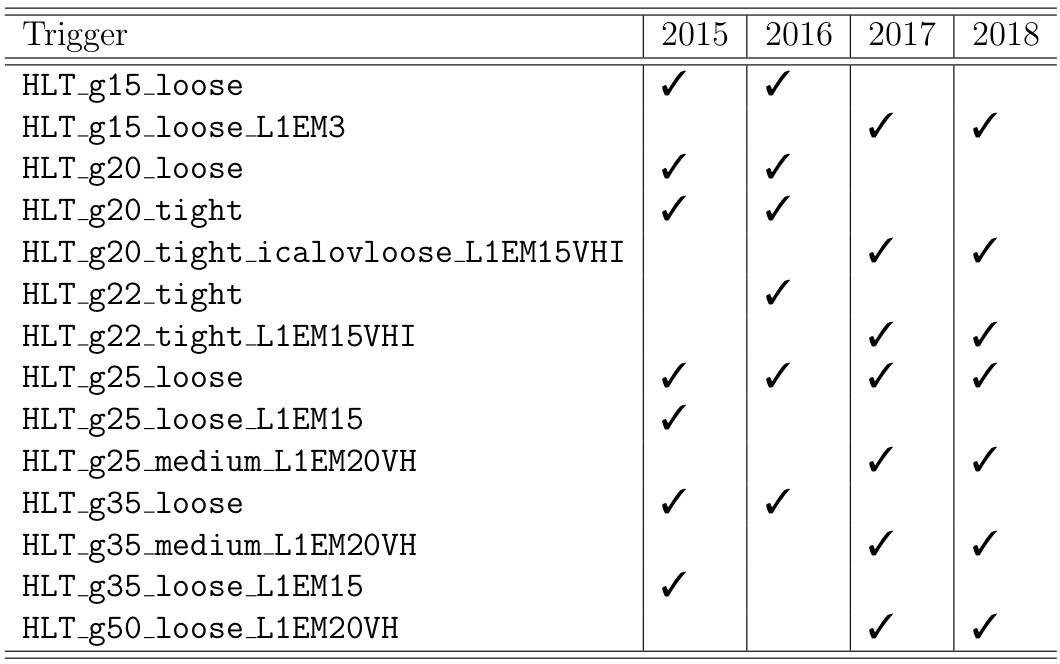 Trigger 2015 2016 2017 2018
HLT_g15_loose ✓ ✓
HLT_g15_loose_L1EM3 ✓ ✓
HLT_g20_loose ✓ ✓
HLT_g20_tight ✓ ✓
HLT_g20_tight_icalovloose_L1EM15VHI ✓ ✓
HLT_g22_tight ✓
HLT_g22_tight_L1EM15VHI ✓ ✓
HLT_g25_loose ✓ ✓ ✓ ✓
HLT_g25_loose_L1EM15 ✓
HLT_g25_medium_L1EM20VH ✓ ✓
HLT_g35_loose ✓ ✓
HLT_g35_medium_L1EM20VH ✓ ✓
HLT_g35_loose_L1EM15 ✓
HLT_g50_loose_L1EM20VH ✓ ✓